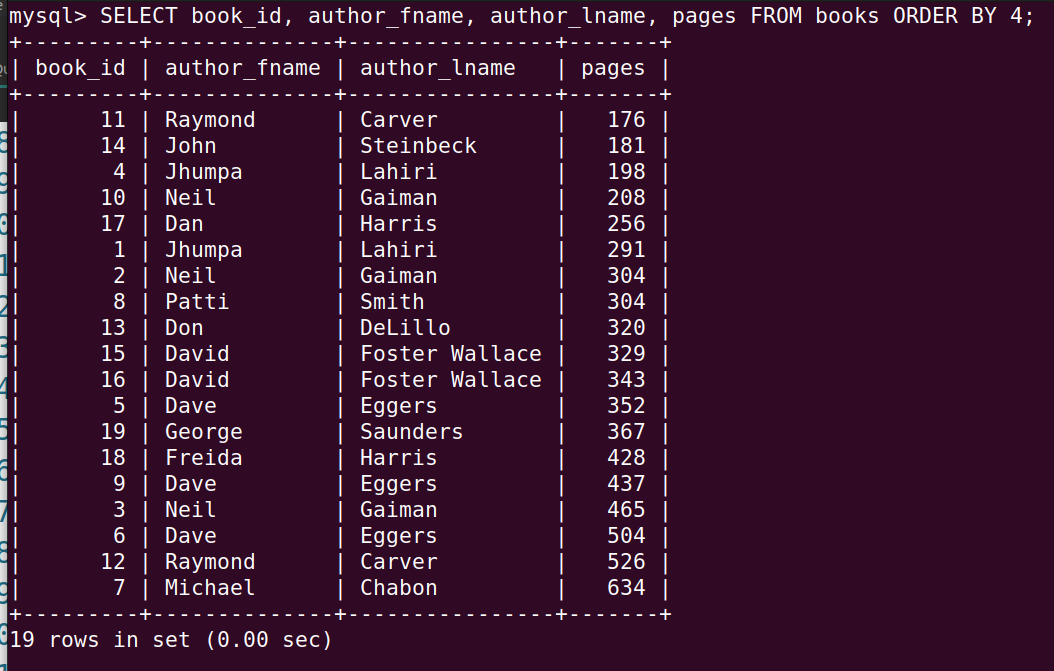 mysql> SELECT book_id, author_fname, author_lname, pages FROM books ORDER BY 4;
+---------+--------------+----------------+-------+
| book_id | author_fname | author_lname   | pages |
+---------+--------------+----------------+-------+
|      11 | Raymond      | Carver         |   176 |
|      14 | John         | Steinbeck      |   181 |
|       4 | Jhumpa       | Lahiri         |   198 |
|      10 | Neil         | Gaiman         |   208 |
|      17 | Dan          | Harris         |   256 |
|       1 | Jhumpa       | Lahiri         |   291 |
|       2 | Neil         | Gaiman         |   304 |
|       8 | Patti        | Smith          |   304 |
|      13 | Don          | DeLillo        |   320 |
|      15 | David        | Foster Wallace |   329 |
|      16 | David        | Foster Wallace |   343 |
|       5 | Dave         | Eggers         |   352 |
|      19 | George       | Saunders       |   367 |
|      18 | Freida       | Harris         |   428 |
|       9 | Dave         | Eggers         |   437 |
|       3 | Neil         | Gaiman         |   465 |
|       6 | Dave         | Eggers         |   504 |
|      12 | Raymond      | Carver         |   526 |
|       7 | Michael      | Chabon         |   634 |
+---------+--------------+----------------+-------+
19 rows in set (0.00 sec)